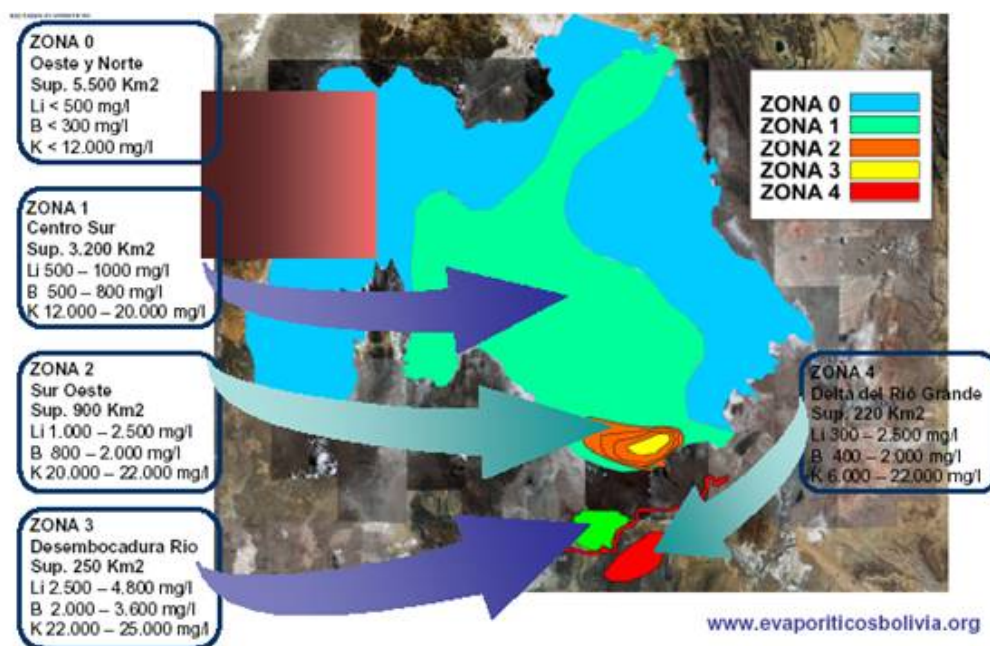 ZONA 0
Oeste y Norte
Sup. 5.500 Km2
Li < 500 mg/l
B < 300 mg/l
K < 12.000 mg/l
ZONA 1
Centro Sur
Sup. 3.200 Km2
Li 500 – 1000 mg/l
B 500 – 800 mg/l
K 12.000 – 20.000 mg/l
ZONA 2
Sur Oeste
Sup. 900 Km2
Li 1.000 – 2.500 mg/l
B 800 – 2.000 mg/l
K 20.000 – 22.000 mg/l
ZONA 3
Desembocadura Rio
Sup. 250 Km2
Li 2.500 – 4.800 mg/l
B 2.000 – 3.600 mg/l
K 22.000 – 25.000 mg/l
ZONA 0
ZONA 1
ZONA 2
ZONA 3
ZONA 4
ZONA 4
Delta del Rio Grande
Sup. 220 Km2
Li 300 – 2.500 mg/l
B 400 – 2.000 mg/l
K 6.000 – 22.000 mg/l
www.evaporiticosbolivia.org